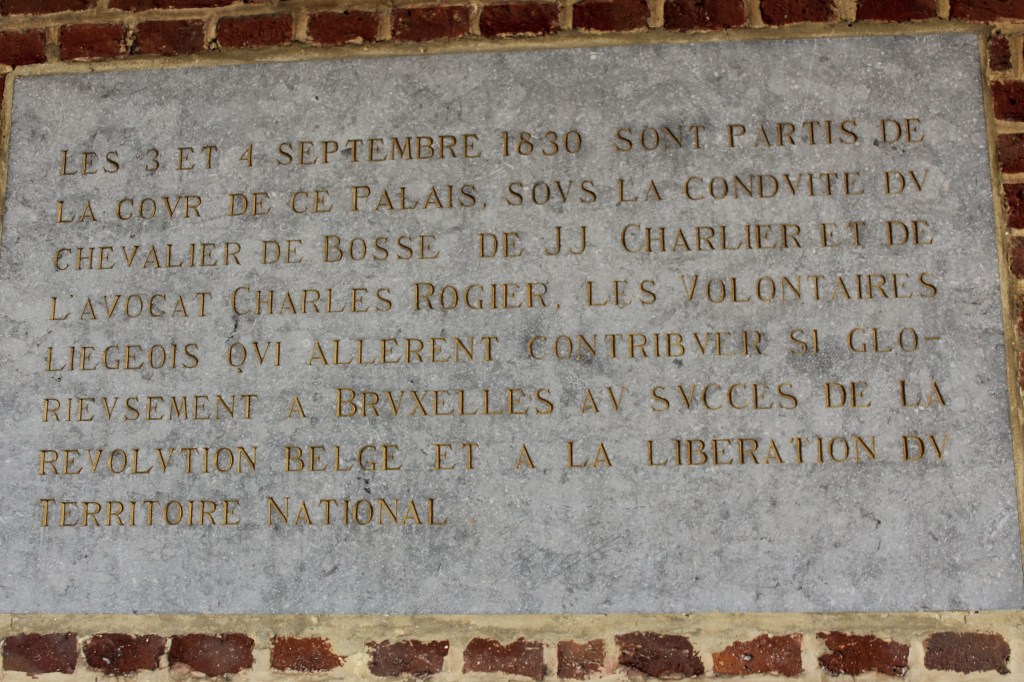 LES 3 ET 4 SEPTEMBRE 1830 SONT PARTIS DE
LA COVR DE CE PALAIS, SOVS LA CONDVITE DV
CHEVALIER DE BOSSE DE JJ CHARLIER ET DE
L'AVOCAT CHARLES ROGIER, LES VOLONTAIRES
LIEGEOIS QVI ALLERENT CONTRIBVER SI GLO-
RIEVSEMENT A BRVXELLES AV SVCCES DE LA
REVOLVTION BELGE ET A LA LIBERATION DV
TERRITOIRE NATIONAL.